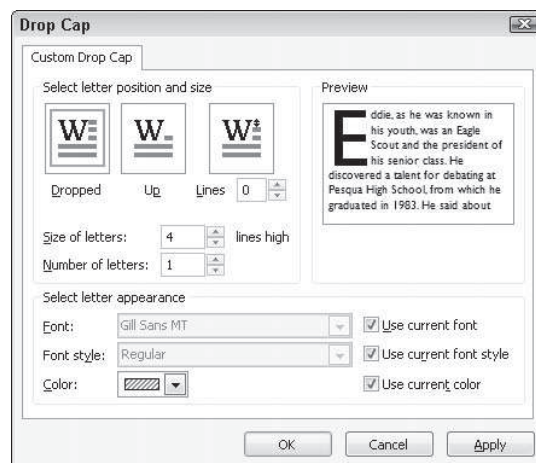 Drop Cap
Custom Drop Cap
Select letter position and size
W W W
Dropped Up Lines 0
Size of letters: 4 lines high
Number of letters: 1
Preview
Eddie, as he was known in
his youth, was an Eagle
Scout and the president of
his senior class. He
discovered a talent for debating at
Pesqua High School, from which he
graduated in 1983. He said about
Select letter appearance
Font: Gill Sans MT Use current font
Font style: Regular Use current font style
Color: Use current color
OK Cancel Apply